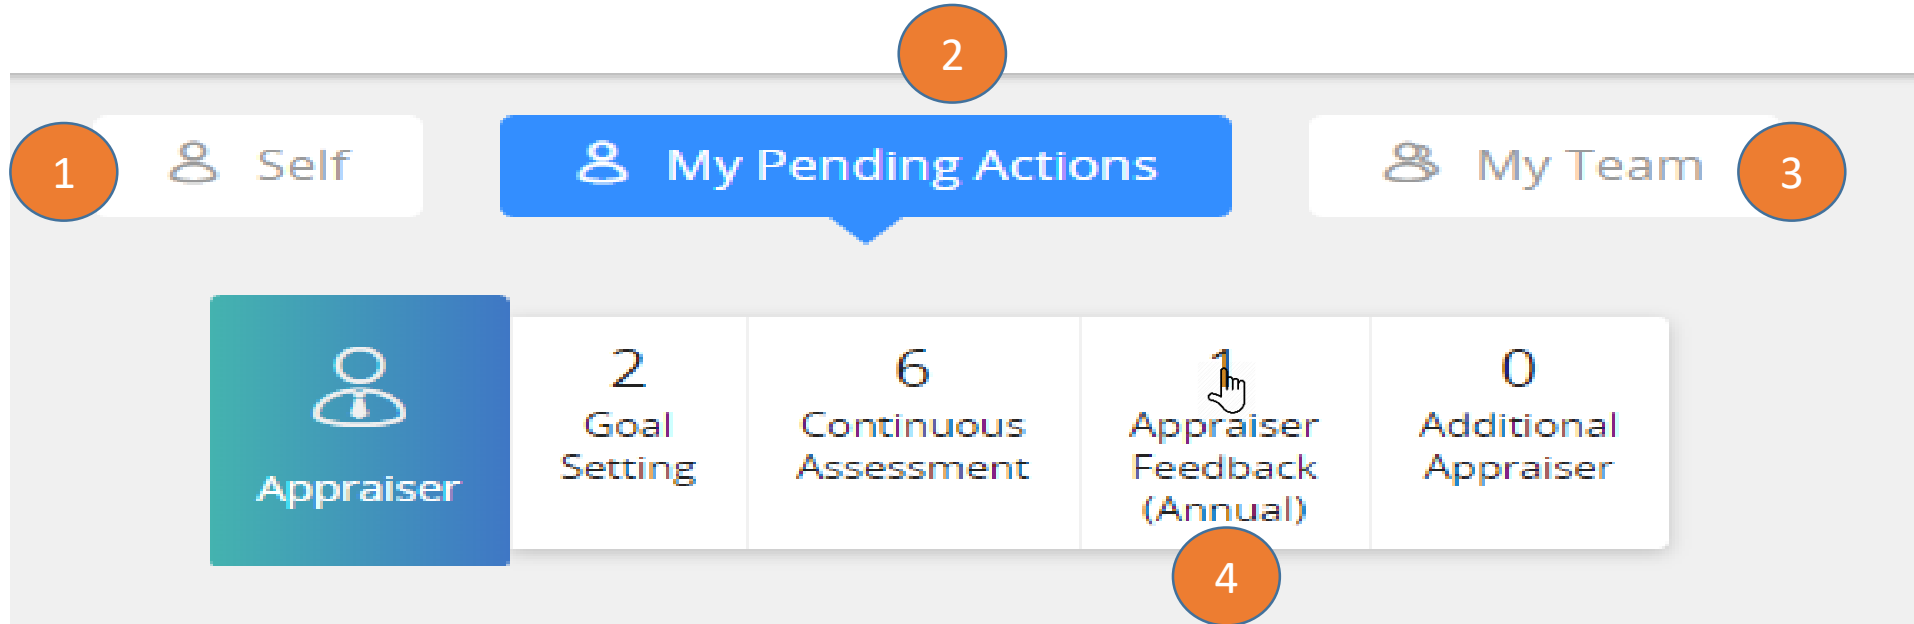 2
1
Self
My Pending Actions
My Team
3
Appraiser
2
Goal
Setting
6
Continuous
Assessment
1
Appraiser
Feedback
(Annual)
0
Additional
Appraiser
4